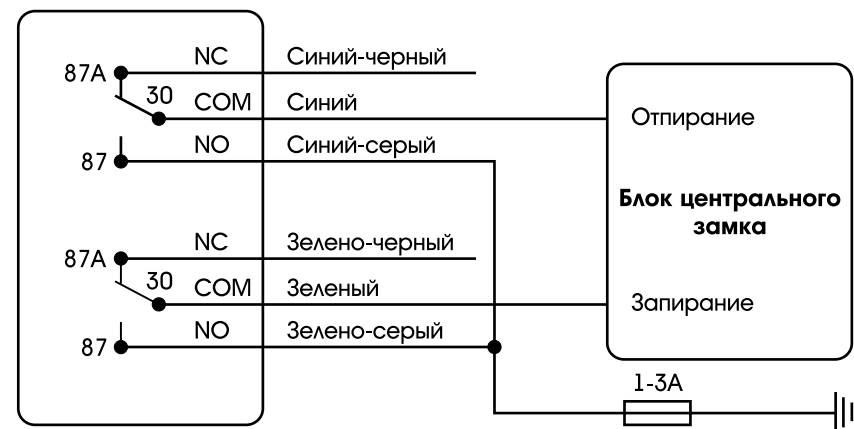 NC Синий-черный
87A
30 COM Синий
Отпирание
NO Синий-серый
87
Блок центрального
замка
NC Зелено-черный
87A
30 COM Зеленый
Запирание
NO Зелено-серый
87
1-3A